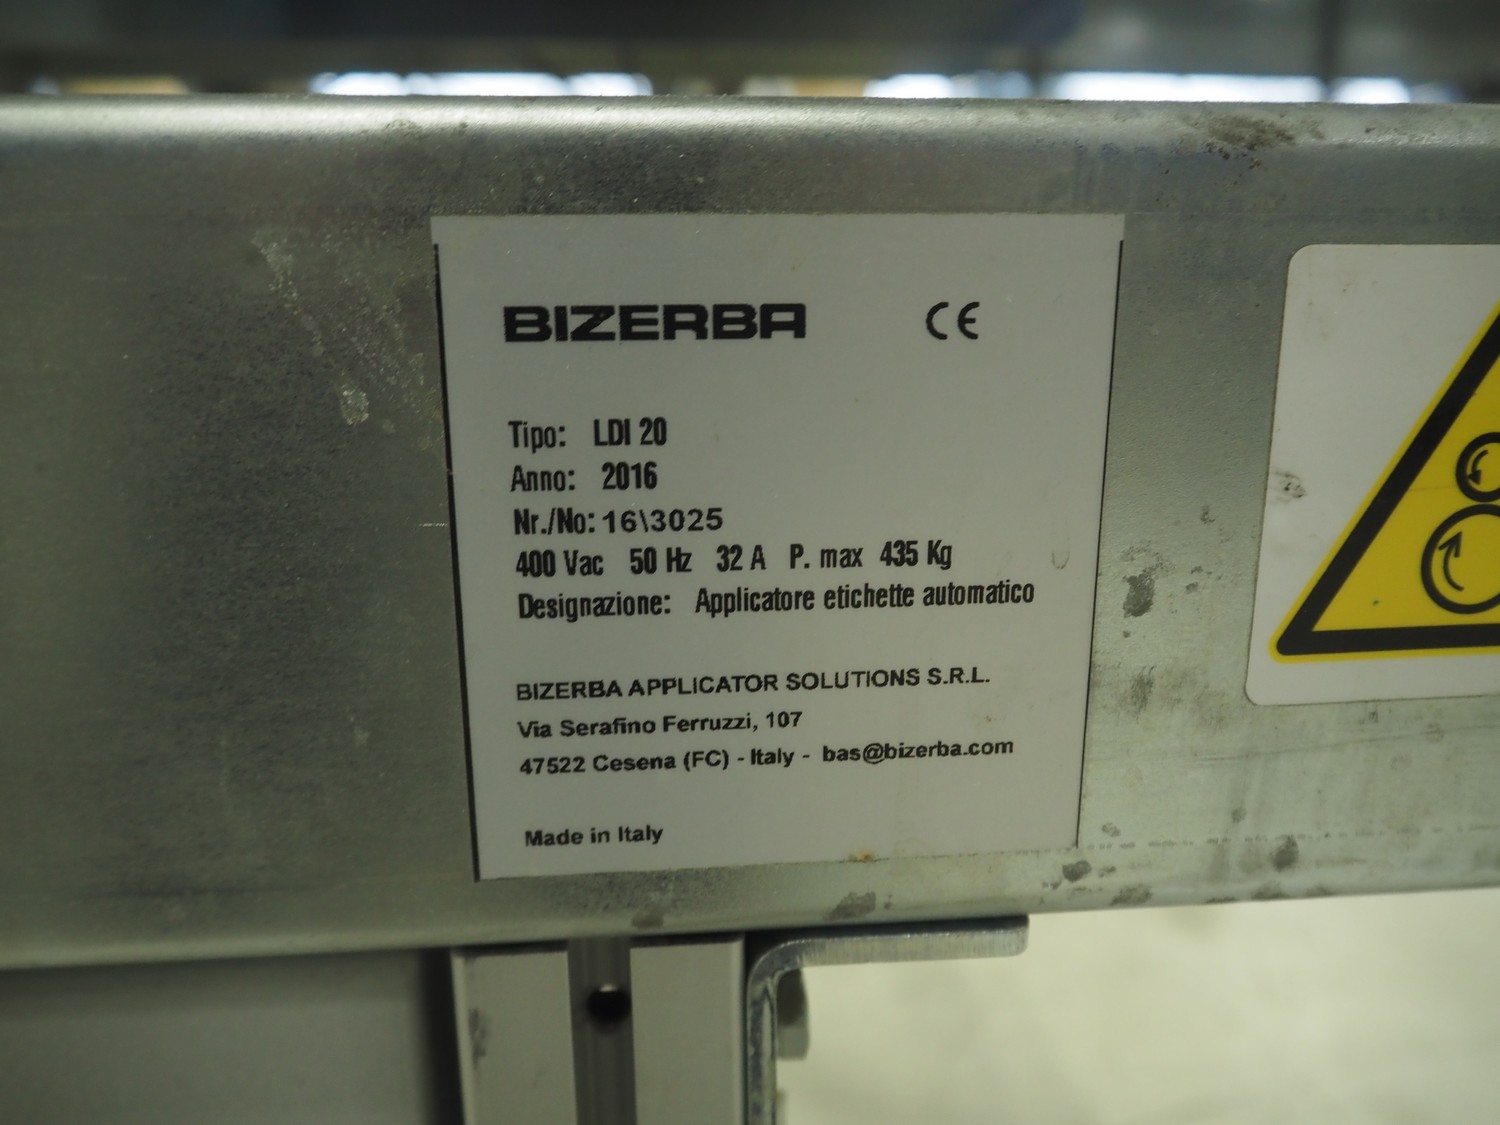 BIZERBA CE
Tipo: LDI 20
Anno: 2016
Nr./No: 16\3025
400 Vac 50 Hz 32 A P. max 435 Kg
Designazione: Applicatore etichette automatico
BIZERBA APPLICATOR SOLUTIONS S.R.L.
Via Serafino Ferruzzi, 107
47522 Cesena (FC) - Italy - bas@bizerba.com
Made in Italy